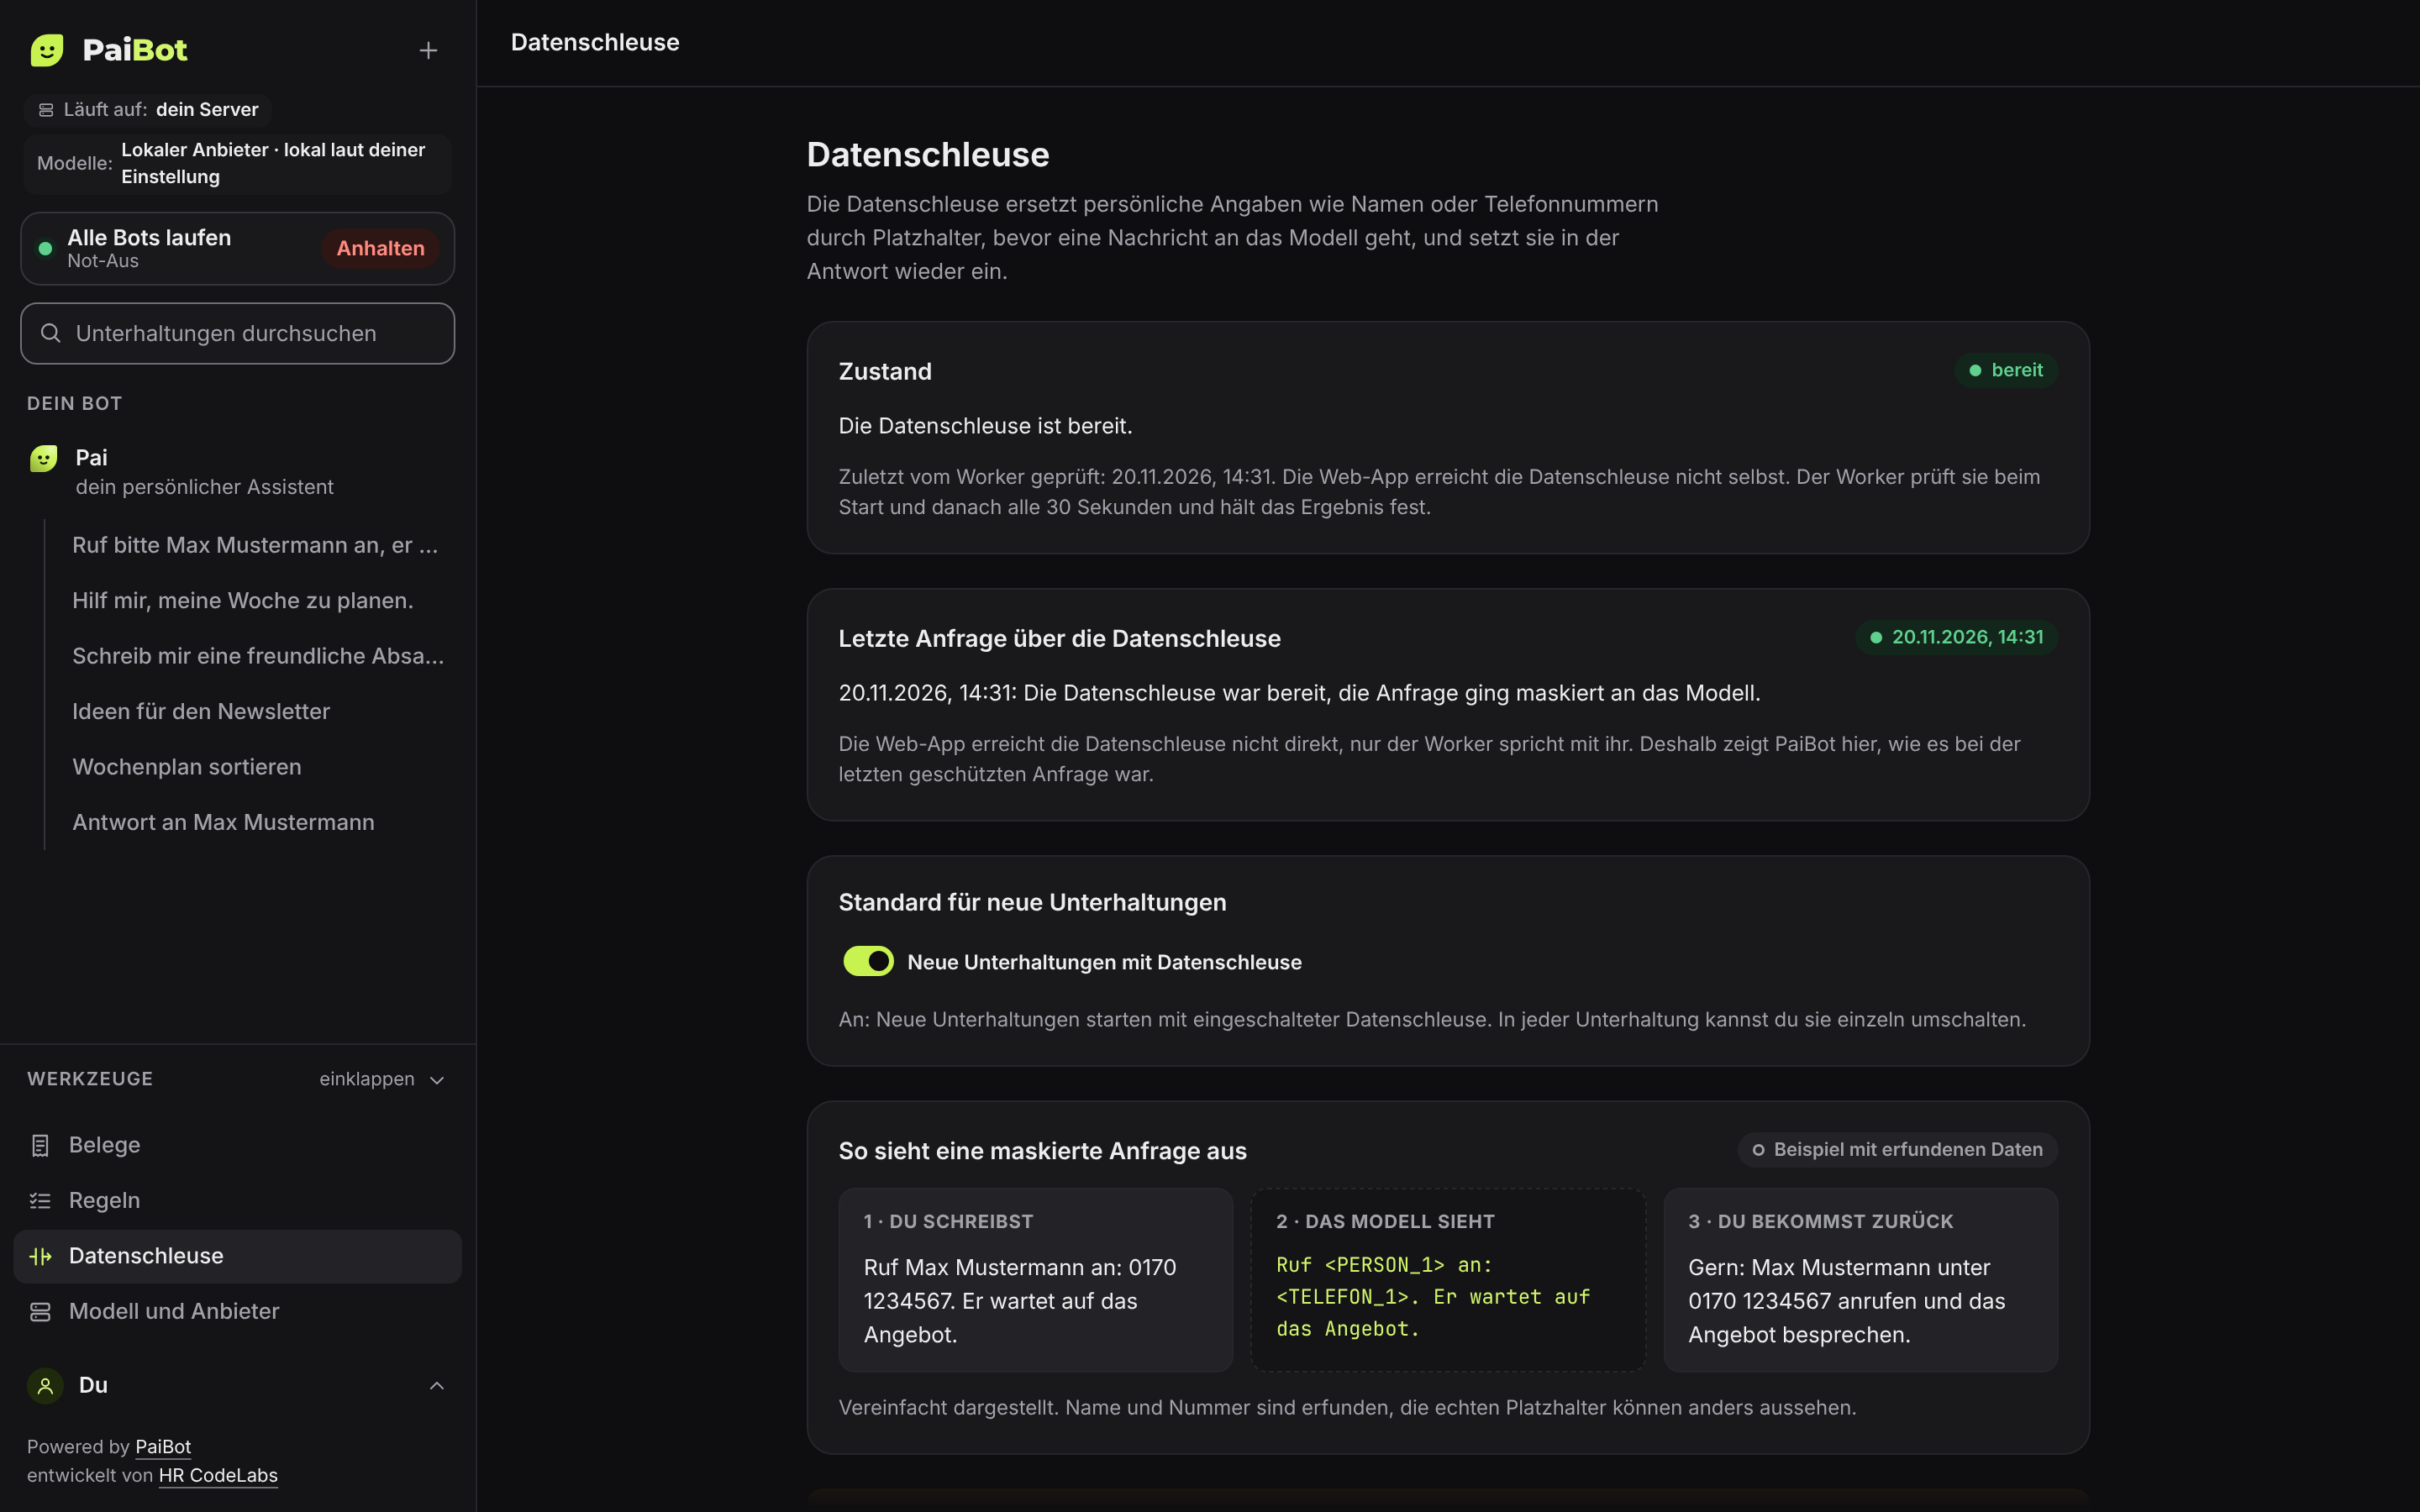 PaiBot
Läuft auf: dein Server
Modelle: Lokaler Anbieter · lokal laut deiner
Einstellung
Alle Bots laufen
Not-Aus
Anhalten
Unterhaltungen durchsuchen
DEIN BOT
Pai
dein persönlicher Assistent
Ruf bitte Max Mustermann an, er ...
Hilf mir, meine Woche zu planen.
Schreib mir eine freundliche Absa...
Ideen für den Newsletter
Wochenplan sortieren
Antwort an Max Mustermann
WERKZEUGE
einklappen
Belege
Regeln
Datenschleuse
Modell und Anbieter
Du
Powered by PaiBot
entwickelt von HR CodeLabs
Datenschleuse
Datenschleuse
Die Datenschleuse ersetzt persönliche Angaben wie Namen oder Telefonnummern
durch Platzhalter, bevor eine Nachricht an das Modell geht, und setzt sie in der
Antwort wieder ein.
Zustand
bereit
Die Datenschleuse ist bereit.
Zuletzt vom Worker geprüft: 20.11.2026, 14:31. Die Web-App erreicht die Datenschleuse nicht selbst. Der Worker prüft sie beim
Start und danach alle 30 Sekunden und hält das Ergebnis fest.
Letzte Anfrage über die Datenschleuse
20.11.2026, 14:31
20.11.2026, 14:31: Die Datenschleuse war bereit, die Anfrage ging maskiert an das Modell.
Die Web-App erreicht die Datenschleuse nicht direkt, nur der Worker spricht mit ihr. Deshalb zeigt PaiBot hier, wie es bei der
letzten geschützten Anfrage war.
Standard für neue Unterhaltungen
Neue Unterhaltungen mit Datenschleuse
An: Neue Unterhaltungen starten mit eingeschalteter Datenschleuse. In jeder Unterhaltung kannst du sie einzeln umschalten.
So sieht eine maskierte Anfrage aus
Beispiel mit erfundenen Daten
1 · DU SCHREIBST
Ruf Max Mustermann an: 0170
1234567. Er wartet auf das
Angebot.
2 · DAS MODELL SIEHT
Ruf <PERSON_1> an:
<TELEFON_1>. Er wartet auf
das Angebot.
3 · DU BEKOMMST ZURÜCK
Gern: Max Mustermann unter
0170 1234567 anrufen und das
Angebot besprechen.
Vereinfacht dargestellt. Name und Nummer sind erfunden, die echten Platzhalter können anders aussehen.